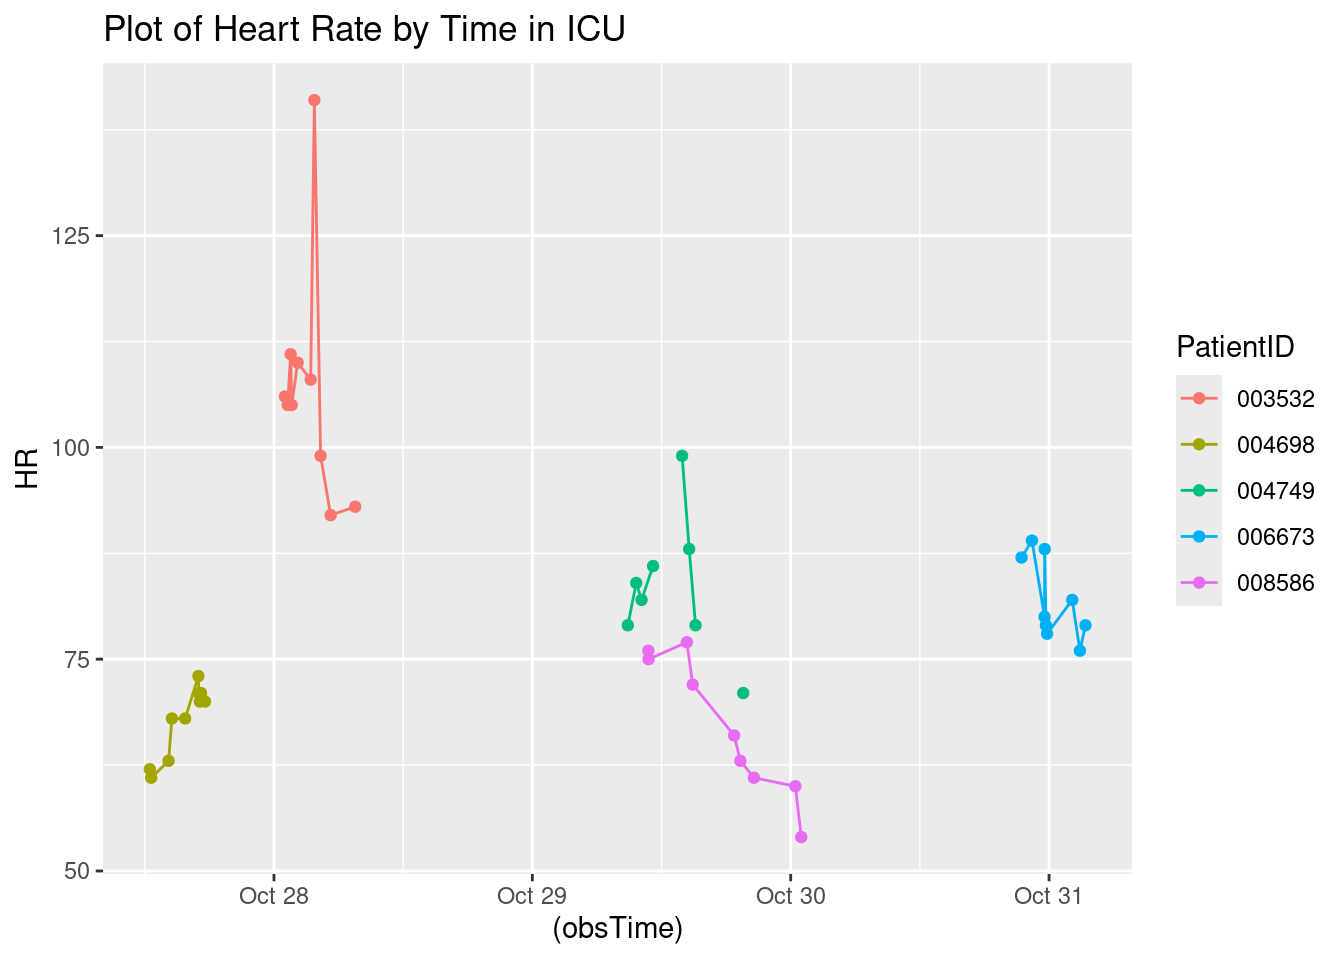 Plot of Heart Rate by Time in ICU
HR
125
100
75
50
Oct 28
Oct 29
Oct 30
Oct 31
(obsTime)
PatientID
003532
004698
004749
006673
008586